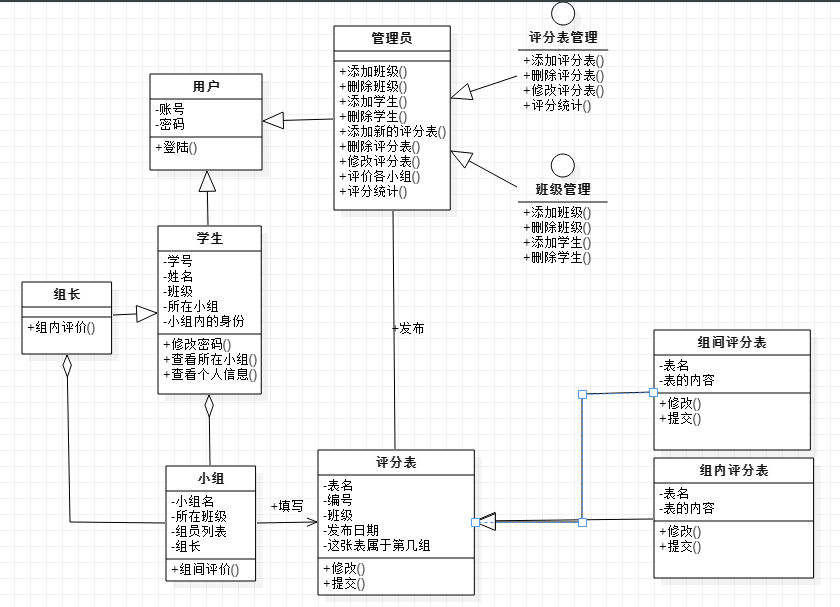 管理员
+添加班级()
+删除班级()
+添加学生()
+删除学生()
+添加新的评分表()
+删除评分表()
+修改评分表()
+评价各小组()
+评分统计()
评分表管理
+添加评分表()
+删除评分表()
+修改评分表()
+评分统计()
用户
-账号
-密码
+登陆()
班级管理
+添加班级()
+删除班级()
+添加学生()
+删除学生()
学生
-学号
-姓名
-班级
-所在小组
-小组内的身份
+修改密码()
+查看所在小组()
+查看个人信息()
组长
+组内评价()
+发布
组间评分表
-表名
-表的内容
+修改()
+提交()
小组
-小组名
-所在班级
-组员列表
-组长
+组间评价()
+填写
评分表
-表名
-编号
-班级
-发布日期
-这张表属于第几组
+修改()
+提交()
组内评分表
-表名
-表的内容
+修改()
+提交()